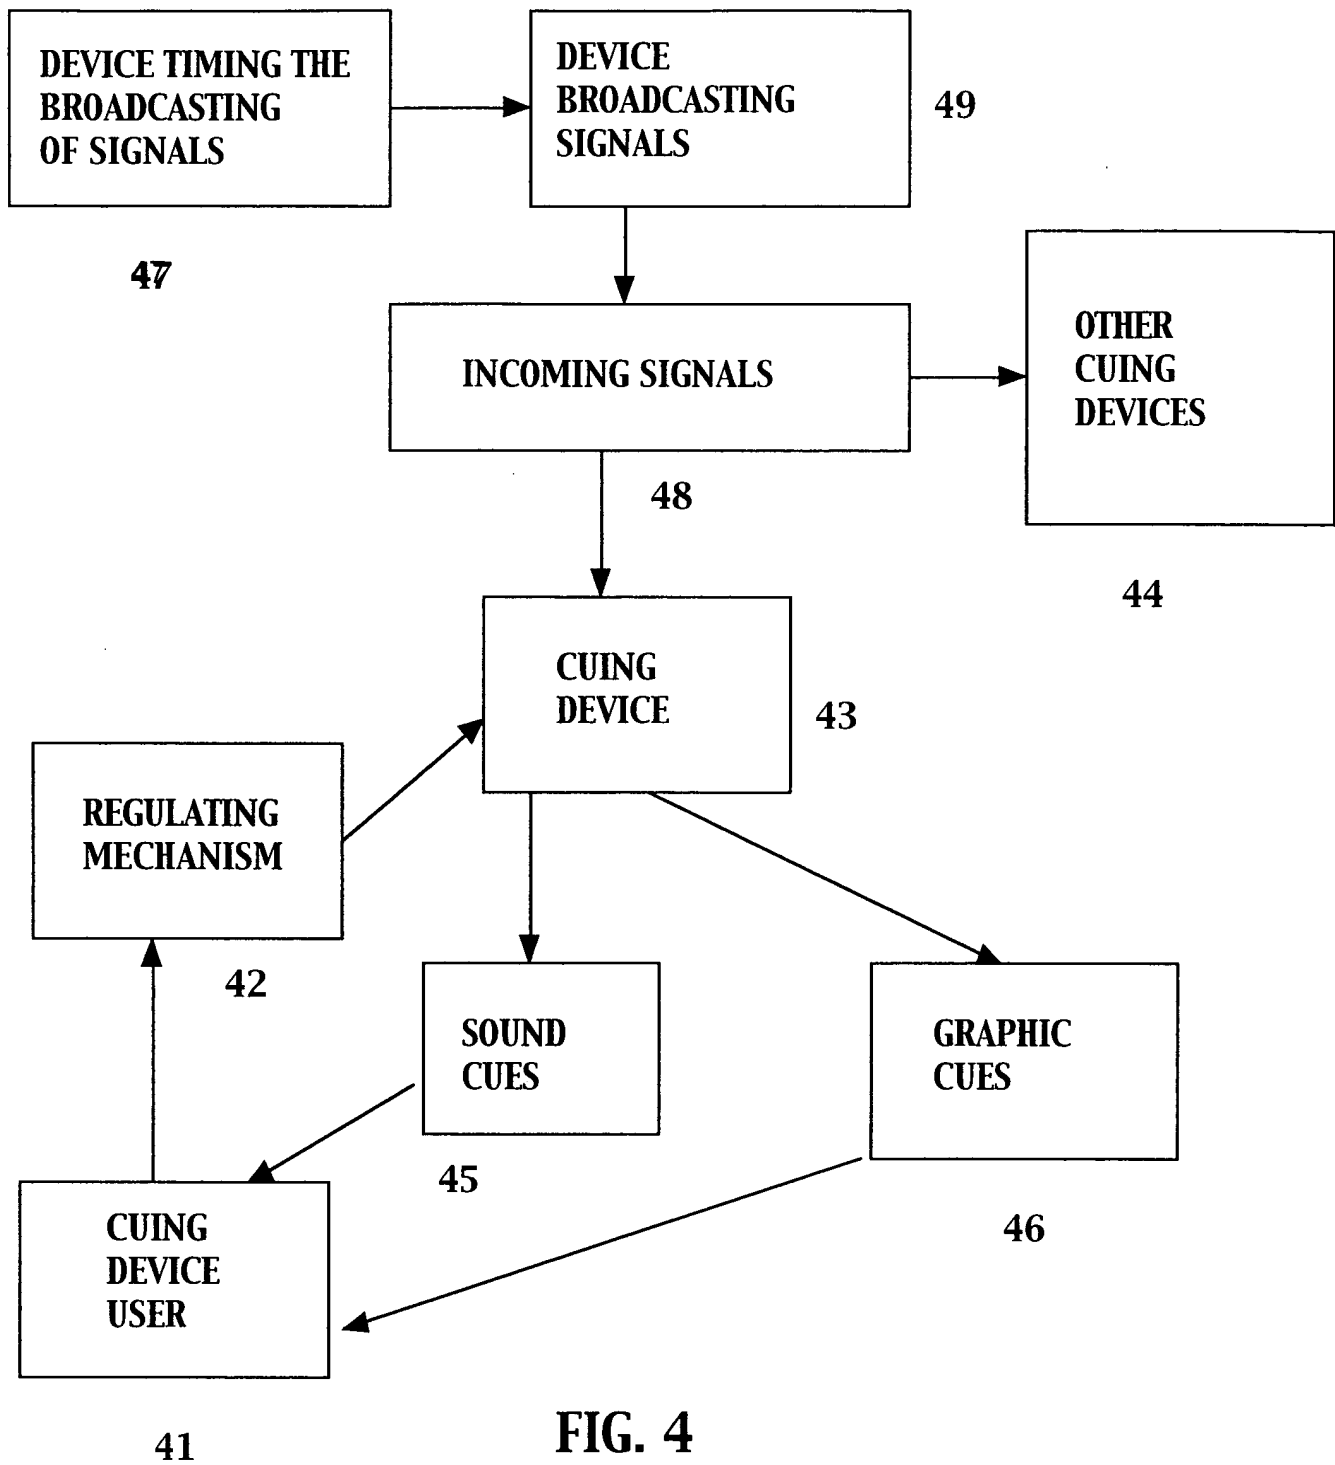 DEVICE TIMING THE
BROADCASTING
OF SIGNALS
47
DEVICE
BROADCASTING
SIGNALS
49
INCOMING SIGNALS
48
OTHER
CUING
DEVICES
44
CUING
DEVICE
43
REGULATING
MECHANISM
42
SOUND
CUES
45
GRAPHIC
CUES
46
CUING
DEVICE
USER
41
FIG. 4